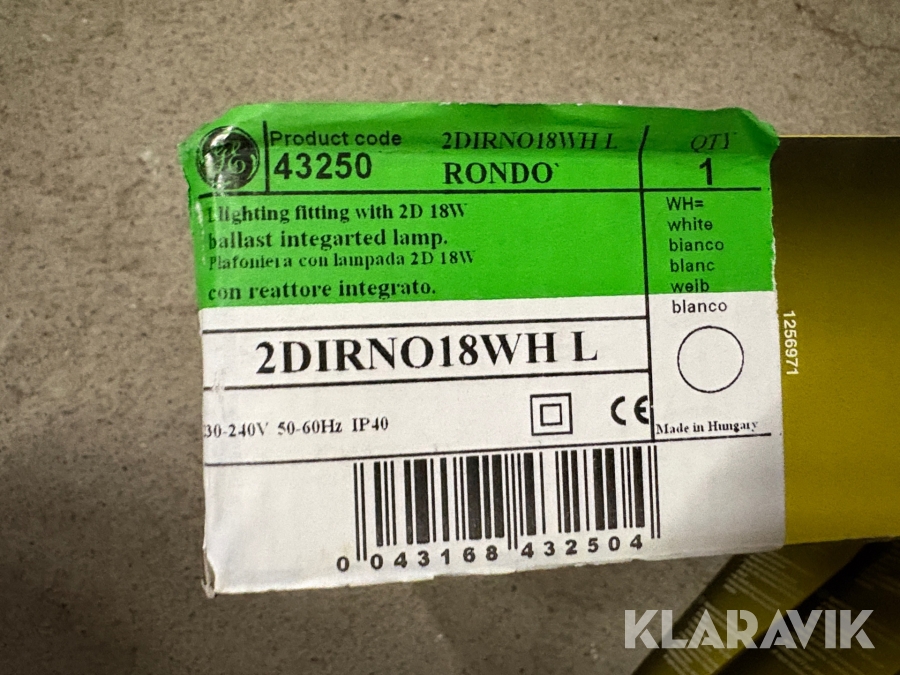 Product code
43250
2DIRNO18WH L
RONDO`
QTY
1
Lighting fitting with 2D 18W
ballast integarted lamp.
Plafoniera con lampada 2D 18W
con reattore integrato.
WH=
white
bianco
blanc
weib
blanco
2DIRNO18WH L
30-240V 50-60Hz IP40
CE
Made in Hungary
0 043168 432504
1256971
KLARAVIK